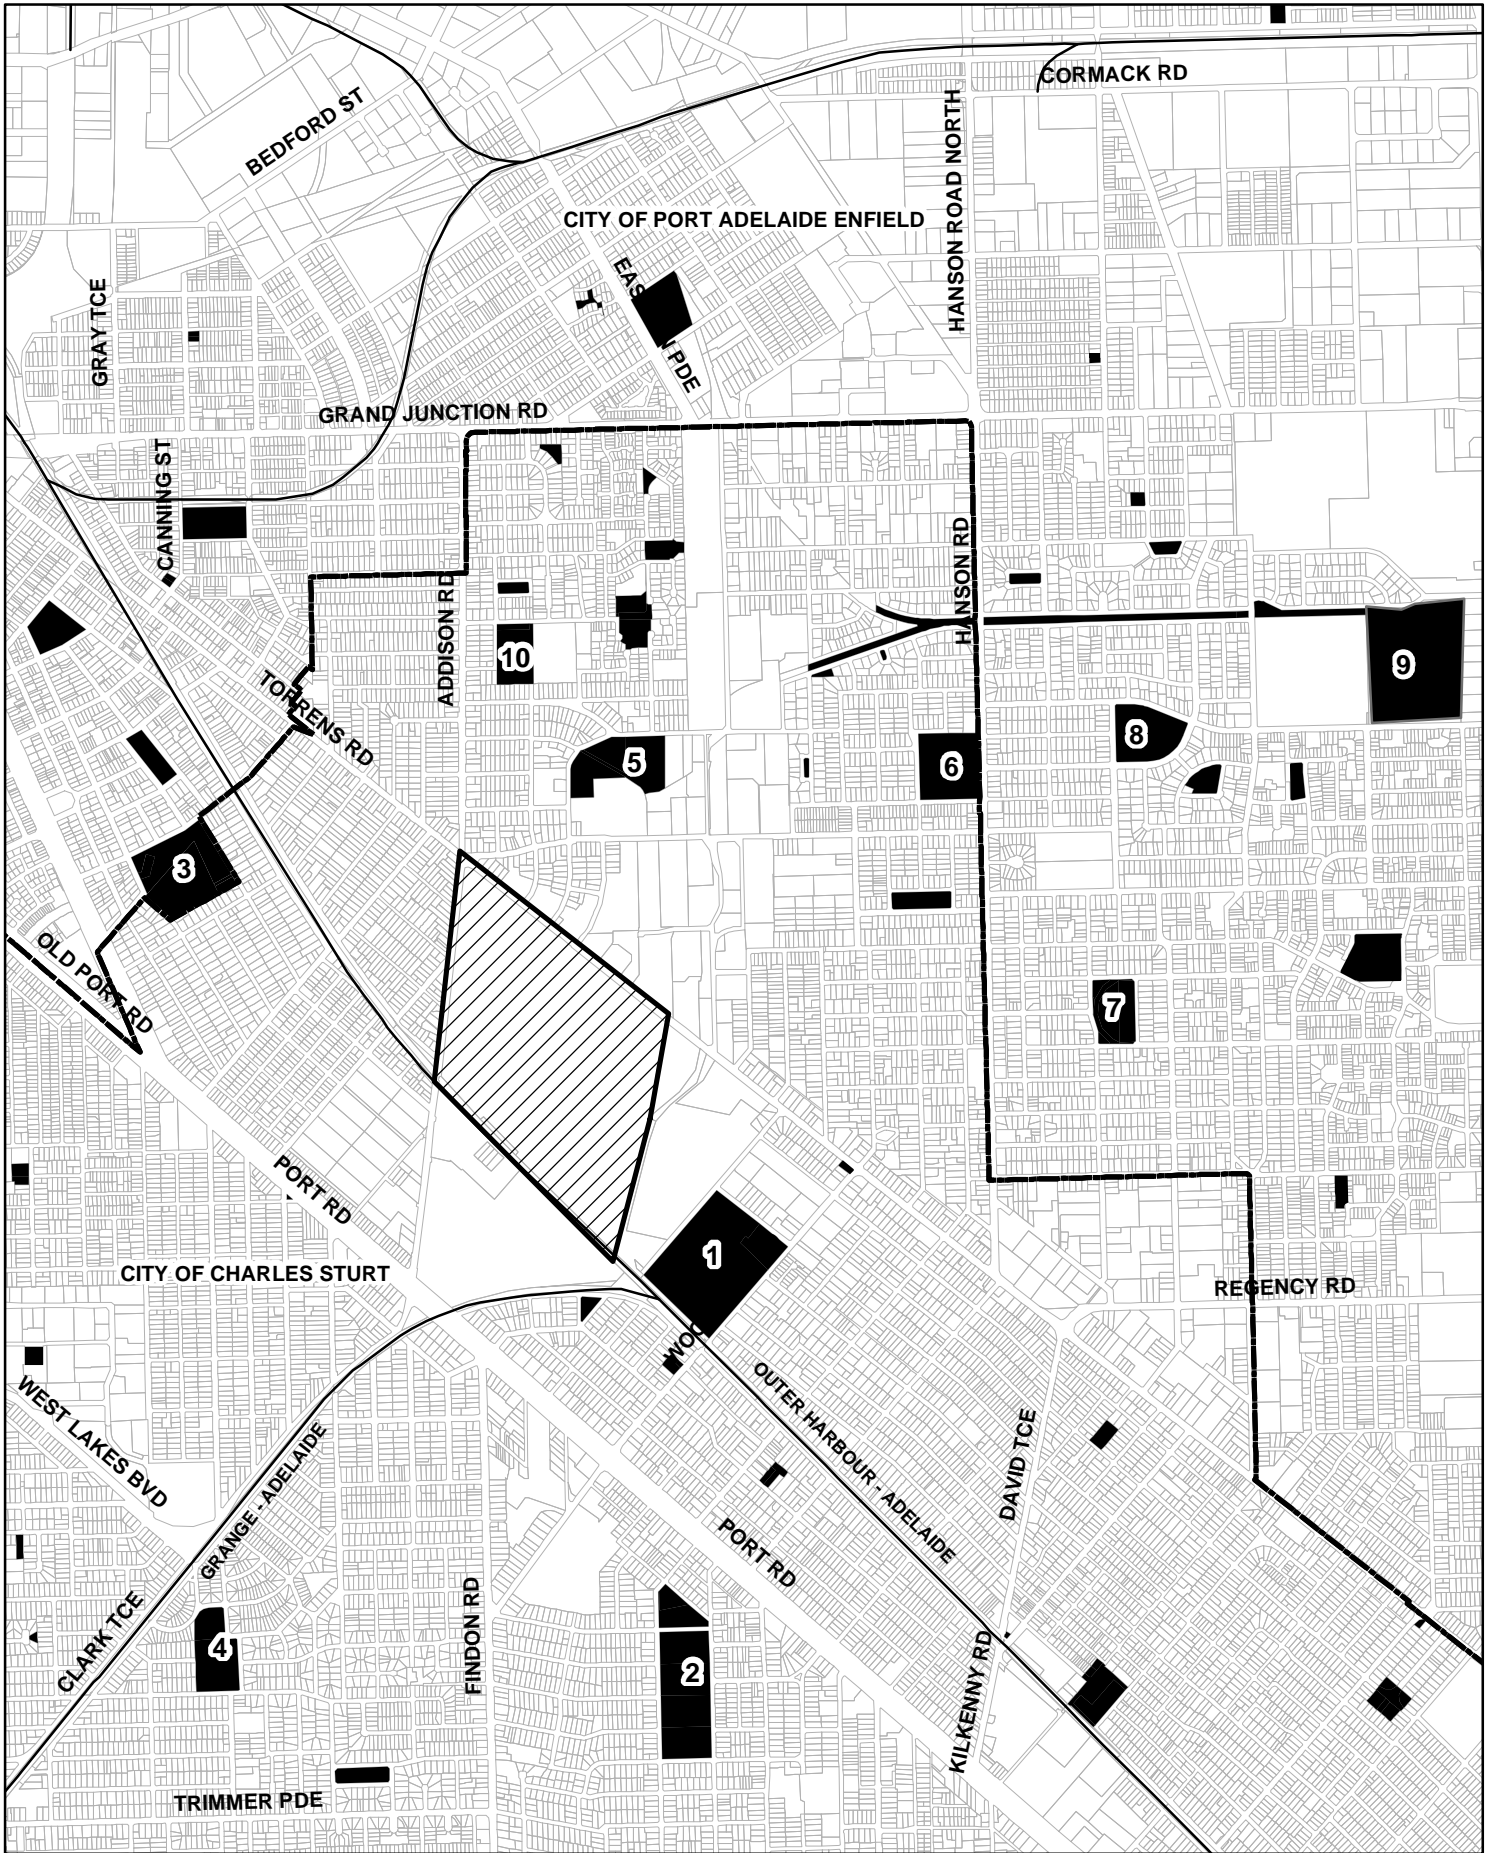 CORMACK RD
BEDFORD ST
HANSON ROAD NORTH
CITY OF PORT ADELAIDE ENFIELD
GRAY TCE
PDE
GRAND JUNCTION RD
CANNING ST
HANSON RD
ADDISON RD
10
9
TORRENS RD
8
5
6
3
OLD PORT RD
7
PORT RD
1
CITY OF CHARLES STURT
REGENCY RD
WEST LAKES BVD
OUTER HARBOUR - ADELAIDE
GRANGE - ADELAIDE
DAVID TCE
PORT RD
CLARK TCE
FINDON RD
4
2
KILKENNY RD
TRIMMER PDE